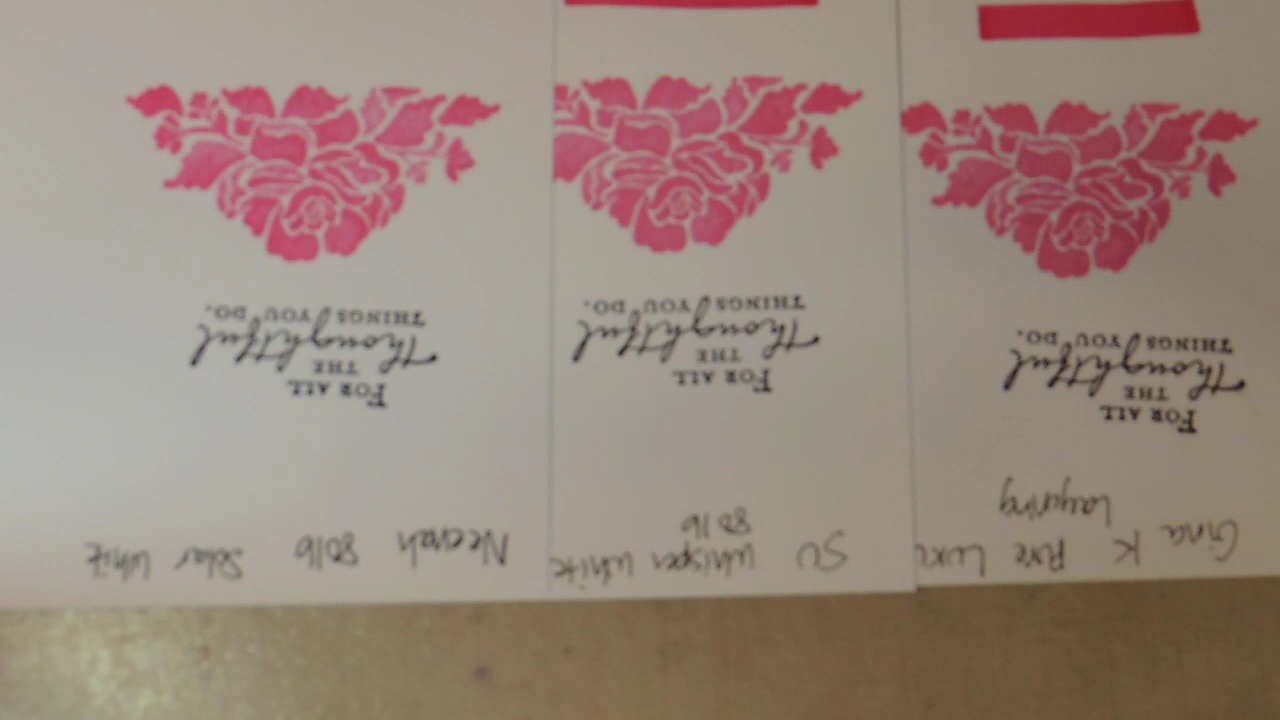 Neenah 80lb Solar White
FOR ALL
THE
Thoughtful
THINGS YOU DO.
SU Whisper White
80lb
FOR ALL
THE
Thoughtful
THINGS YOU DO.
Gina K Pure Luxu
Layering
FOR ALL
THE
Thoughtful
THINGS YOU DO.